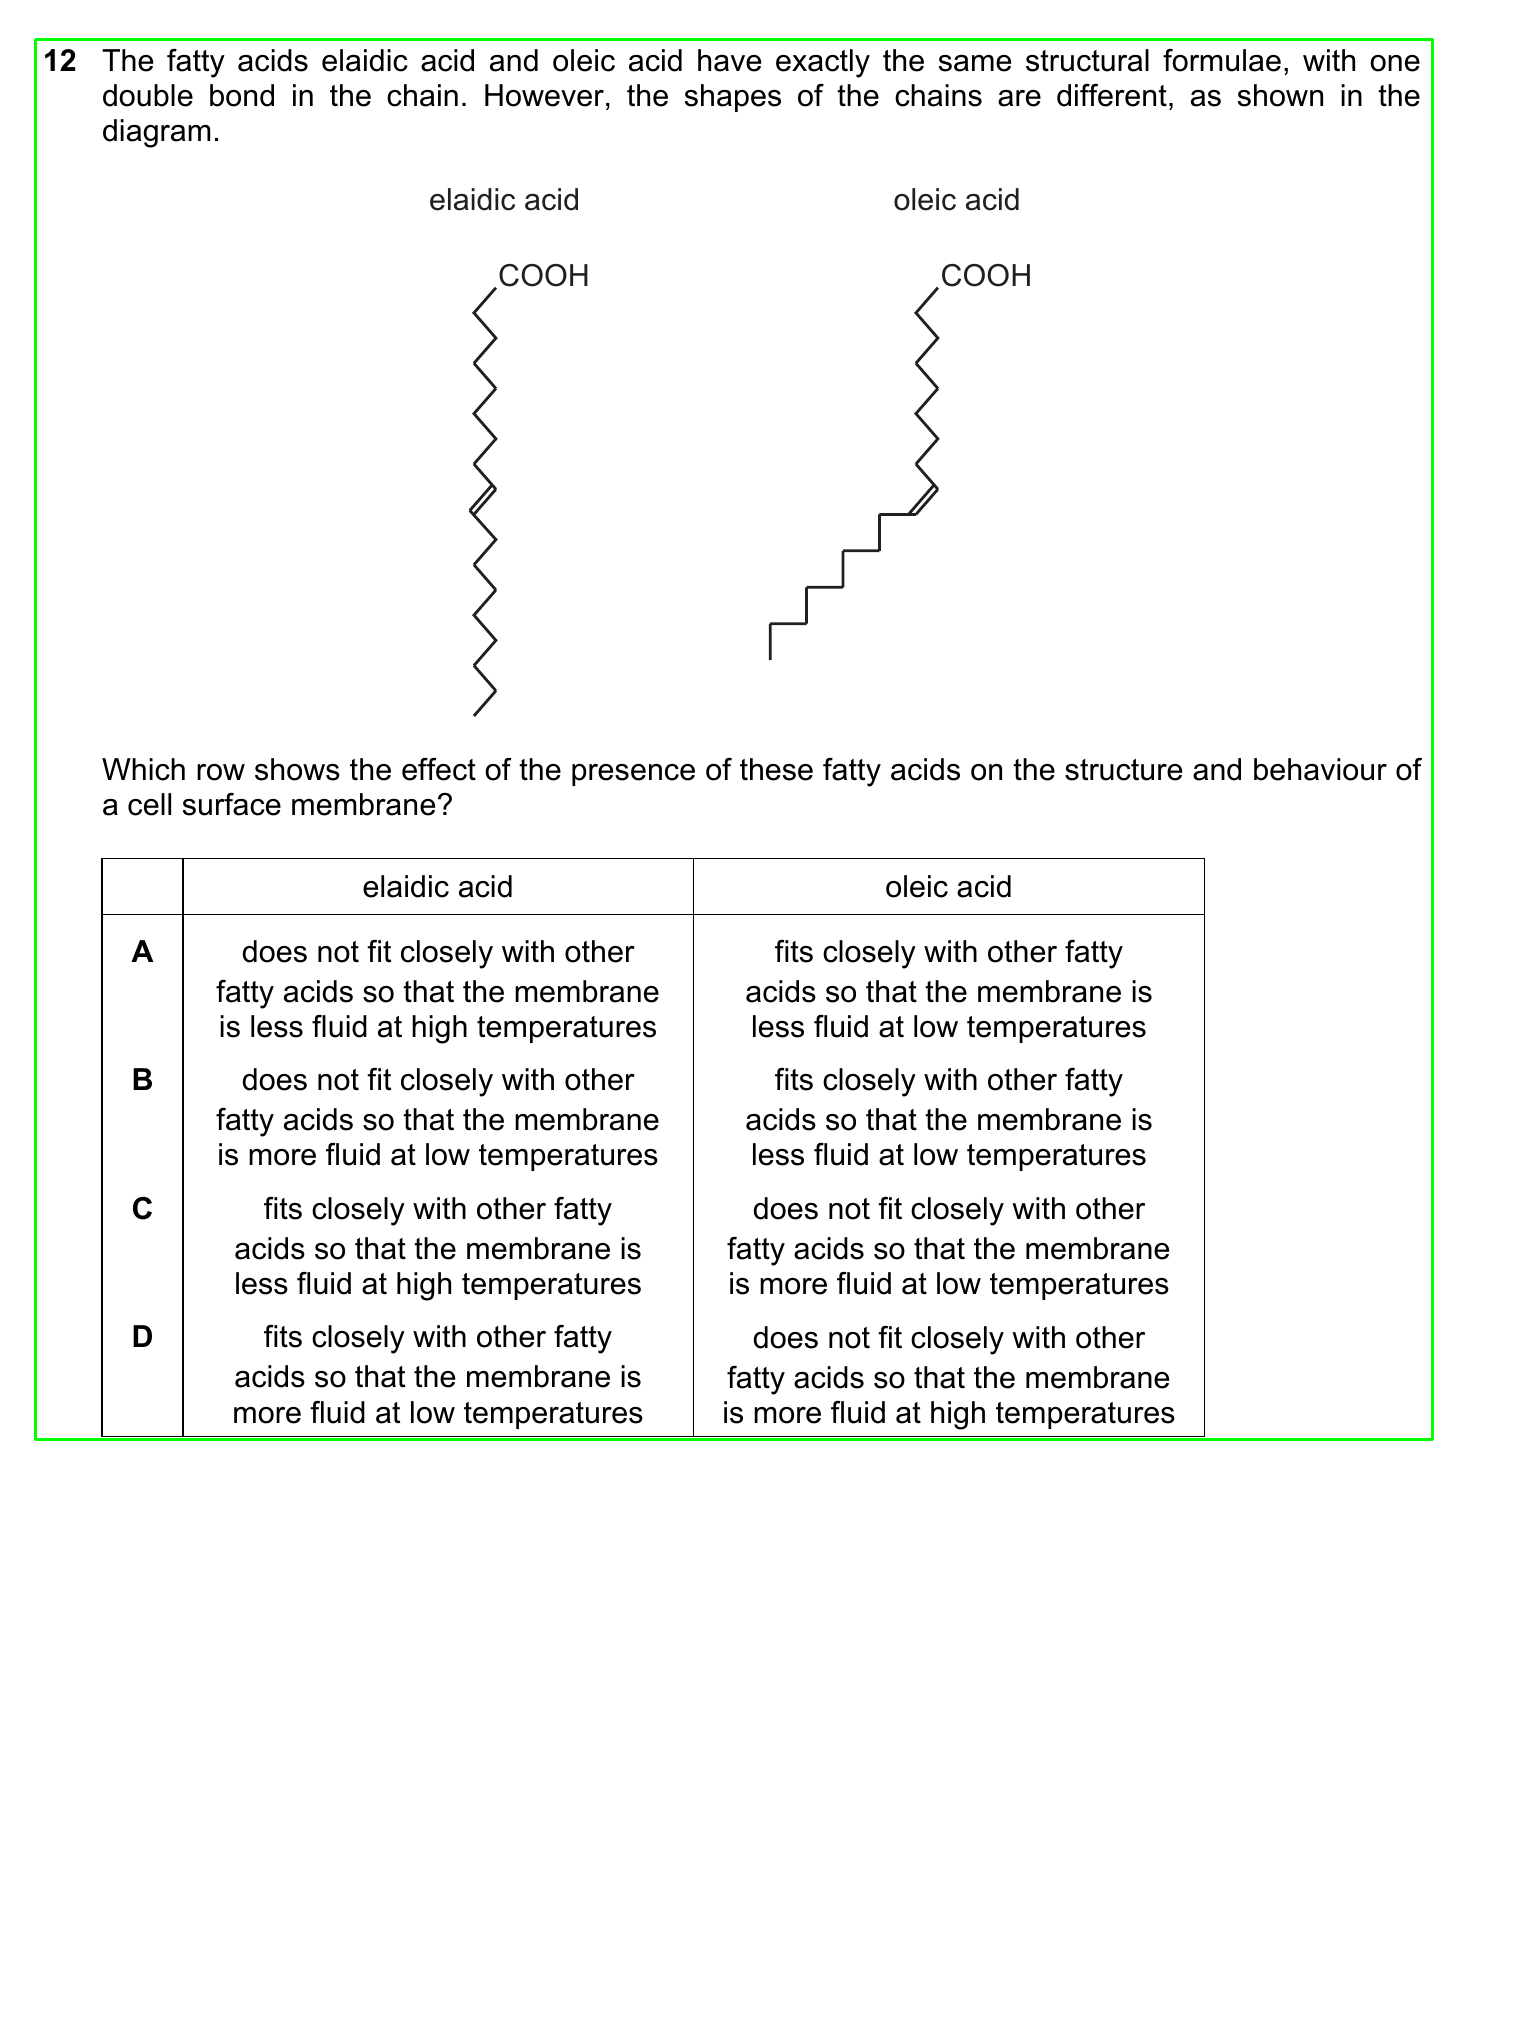 12 The fatty acids elaidic acid and oleic acid have exactly the same structural formulae, with one
double bond in the chain. However, the shapes of the chains are different, as shown in the
diagram.
elaidic acid oleic acid
COOH COOH
Which row shows the effect of the presence of these fatty acids on the structure and behaviour of
a cell surface membrane?
elaidic acid oleic acid
A does not fit closely with other fits closely with other fatty
fatty acids so that the membrane acids so that the membrane is
is less fluid at high temperatures less fluid at low temperatures
B does not fit closely with other fits closely with other fatty
fatty acids so that the membrane acids so that the membrane is
is more fluid at low temperatures less fluid at low temperatures
C fits closely with other fatty does not fit closely with other
acids so that the membrane is fatty acids so that the membrane
less fluid at high temperatures is more fluid at low temperatures
D fits closely with other fatty does not fit closely with other
acids so that the membrane is fatty acids so that the membrane
more fluid at low temperatures is more fluid at high temperatures